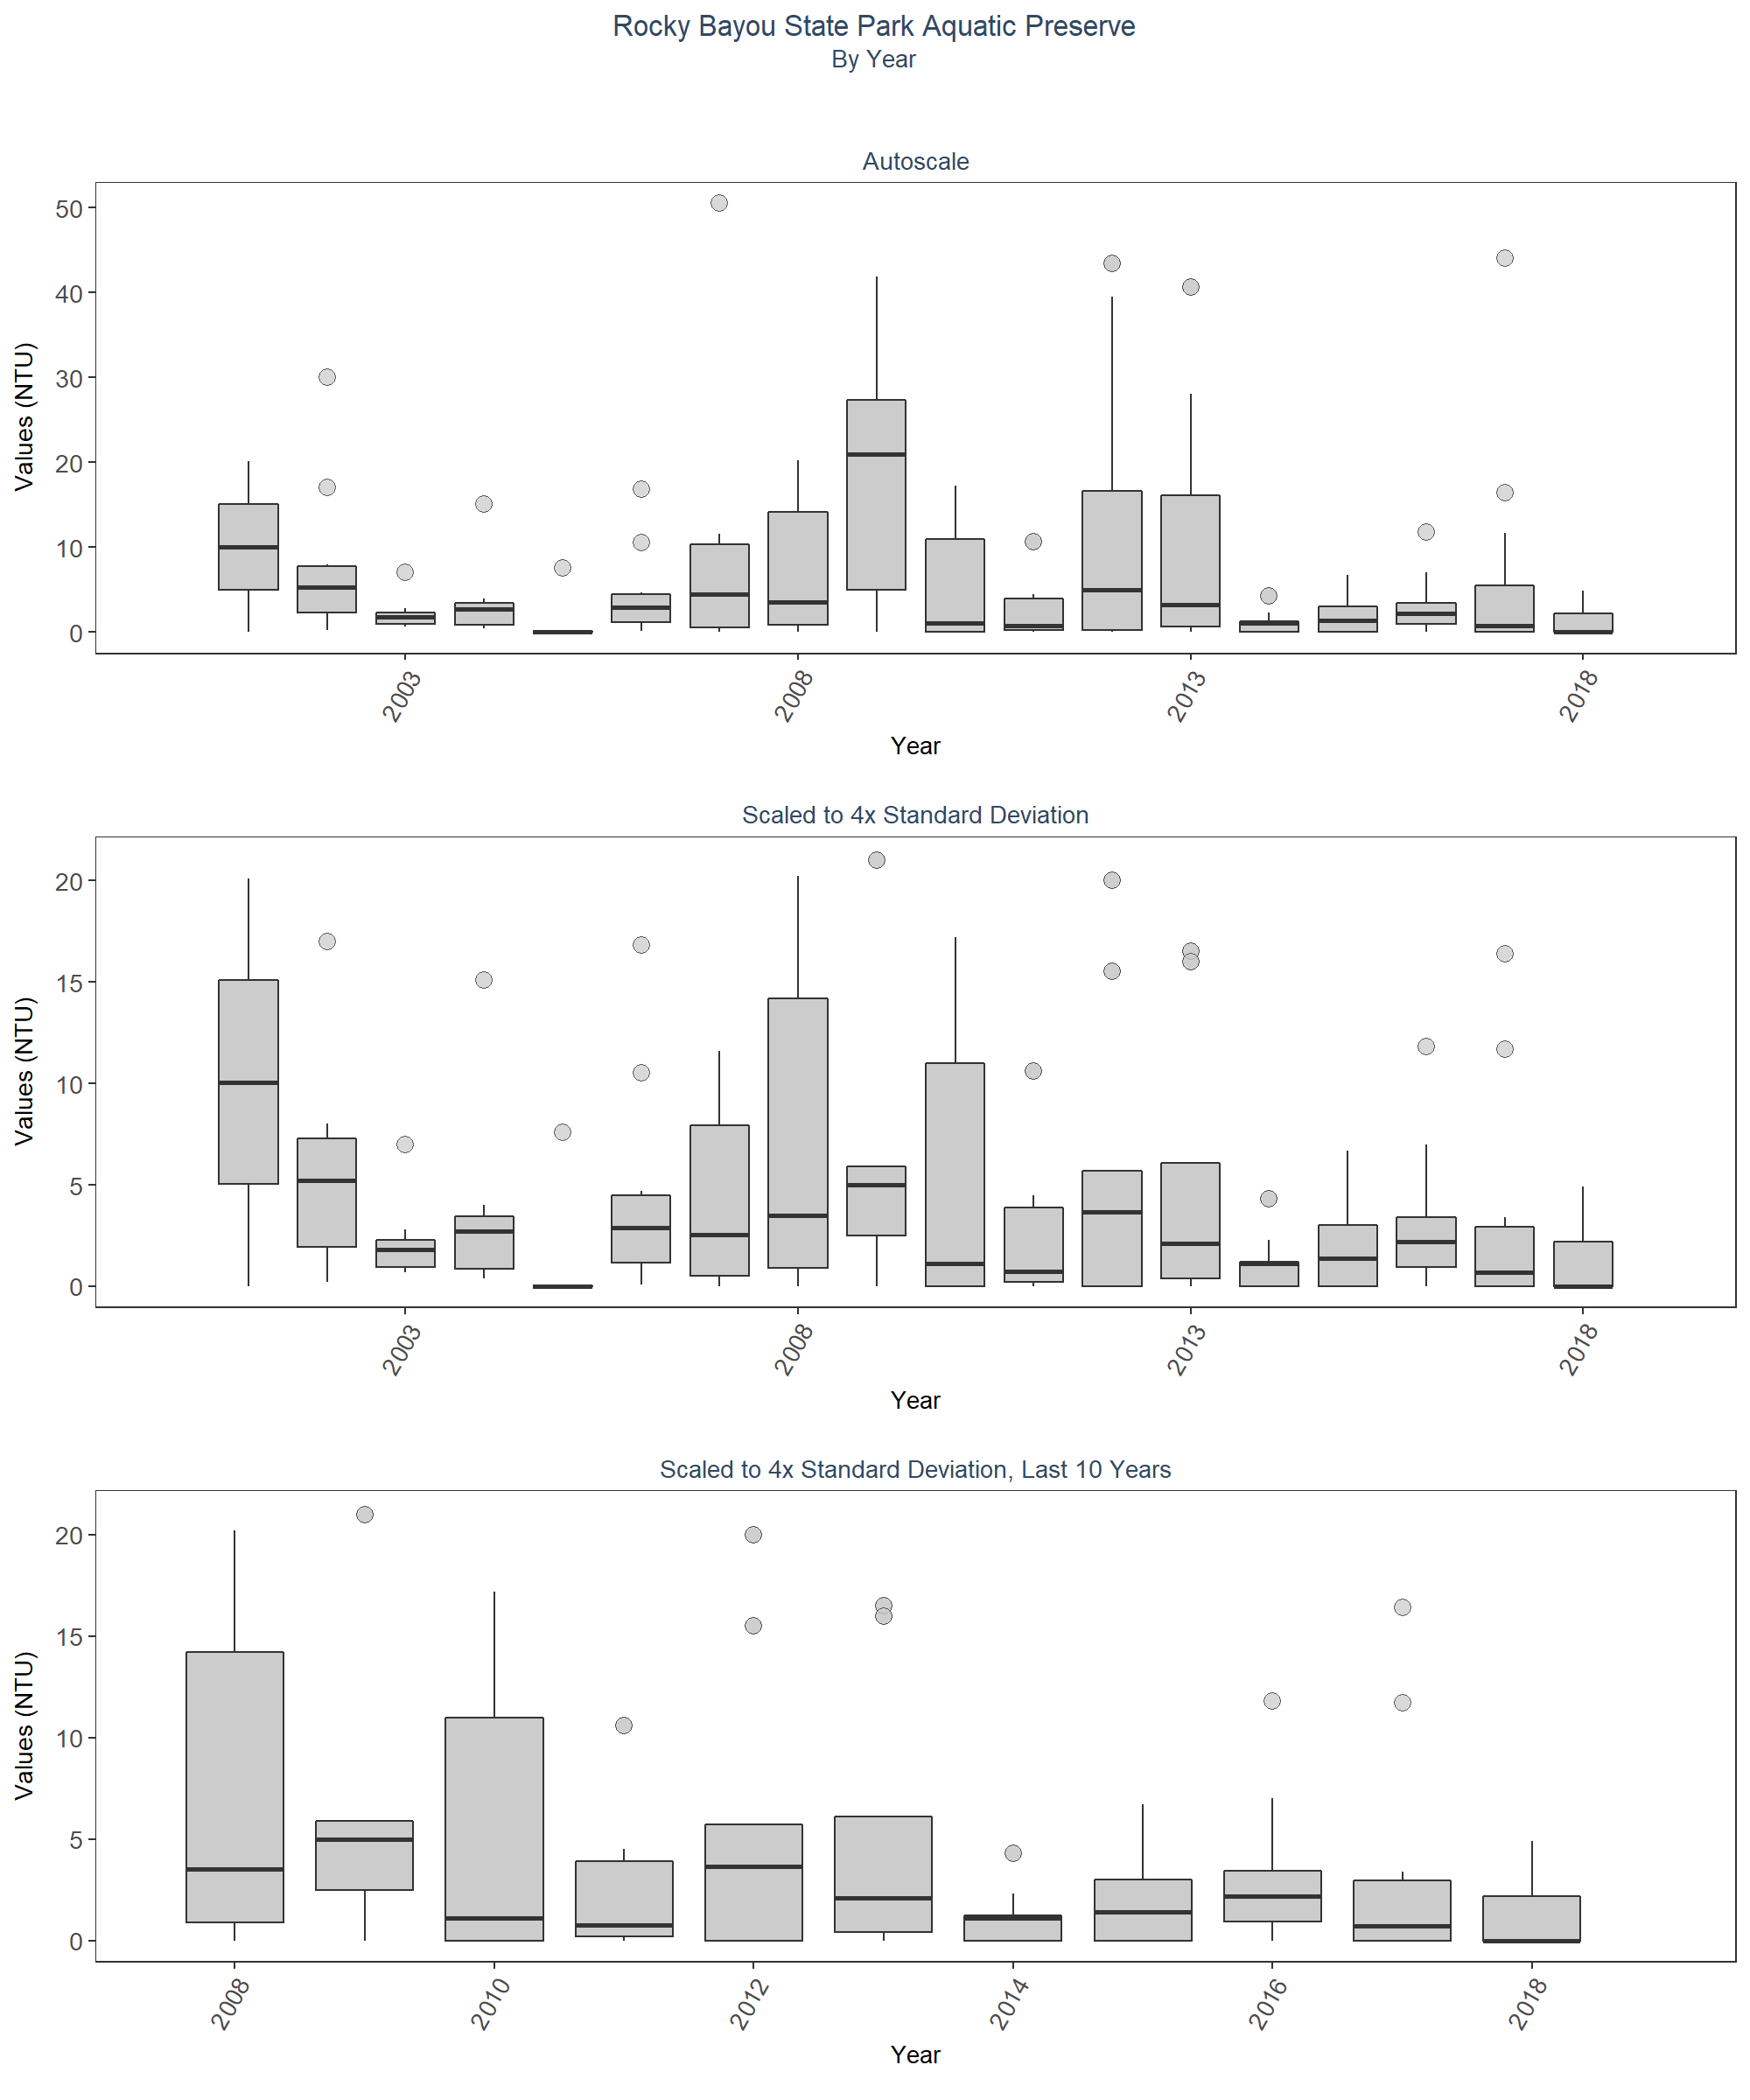 Rocky Bayou State Park Aquatic Preserve
By Year
Autoscale
Values (NTU)
50
40
30
20
10
0
2003
2008
2013
2018
Year
Scaled to 4x Standard Deviation
Values (NTU)
20
15
10
5
0
2003
2008
2013
2018
Year
Scaled to 4x Standard Deviation, Last 10 Years
Values (NTU)
20
15
10
5
0
2008
2010
2012
2014
2016
2018
Year